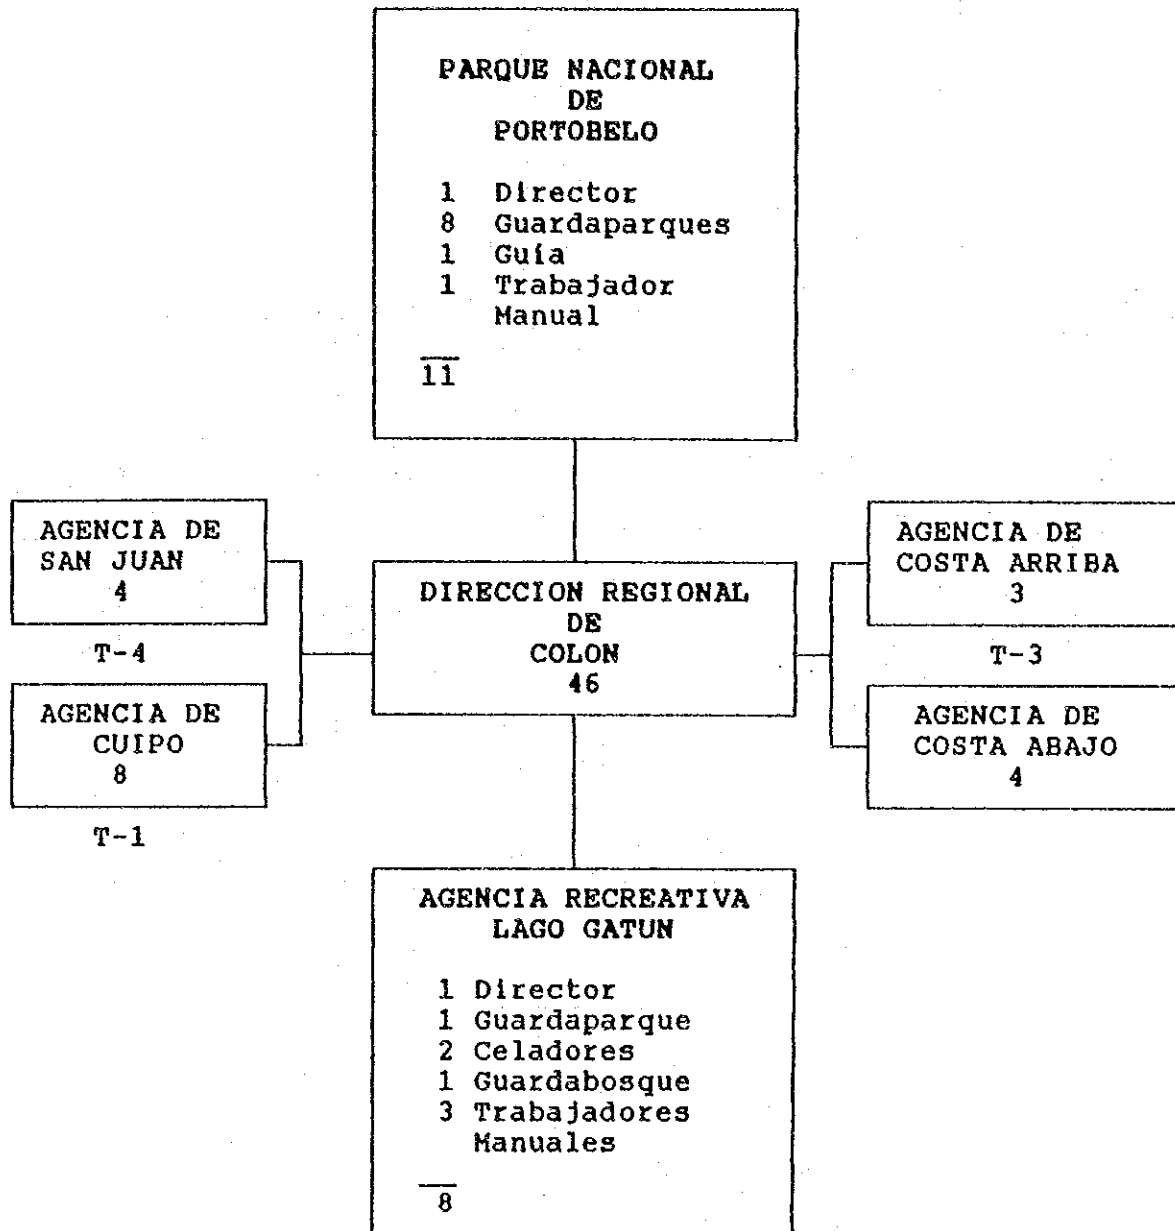 PARQUE NACIONAL
DE
PORTOBELO
1 Director
8 Guardaparques
1 Guía
1 Trabajador
Manual
11
AGENCIA DE
SAN JUAN
4
T-4
AGENCIA DE
CUIPO
8
T-1
DIRECCION REGIONAL
DE
COLON
46
AGENCIA DE
COSTA ARRIBA
3
T-3
AGENCIA DE
COSTA ABAJO
4
AGENCIA RECREATIVA
LAGO GATUN
1 Director
1 Guardaparque
2 Celadores
1 Guardabosque
3 Trabajadores
Manuales
8